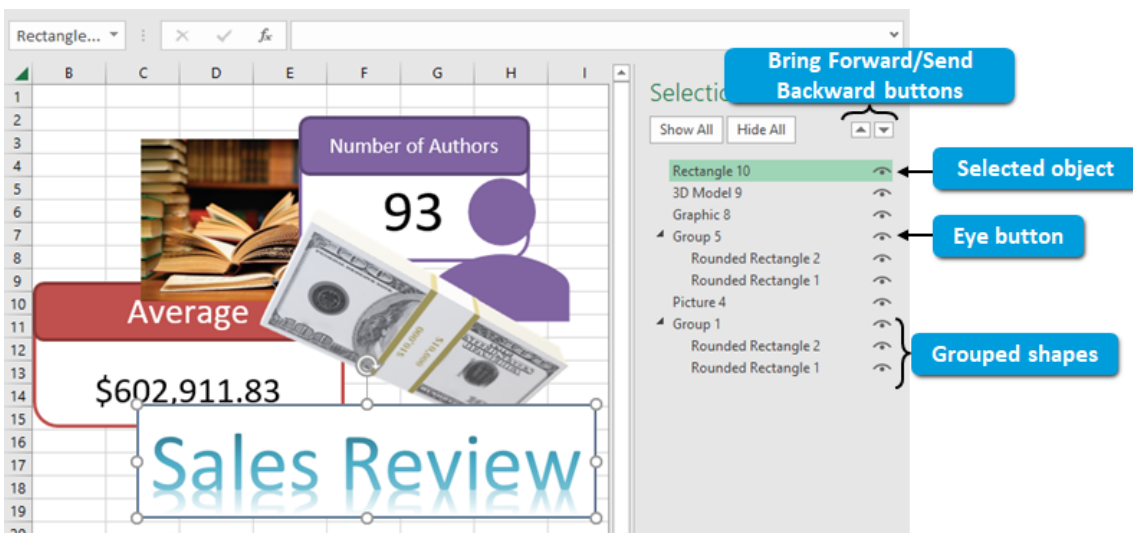 Rectangle...
fx
B C D E F G H I
1
2
3
4
5
6
7
8
9
10
11
12
13
14
15
16
17
18
19
20
Number of Authors
93
Average
$602,911.83
$10,000
Sales Review
Bring Forward/Send
Backward buttons
Selectio
Show All Hide All
Rectangle 10
3D Model 9
Graphic 8
Group 5
Rounded Rectangle 2
Rounded Rectangle 1
Picture 4
Group 1
Rounded Rectangle 2
Rounded Rectangle 1
Selected object
Eye button
Grouped shapes